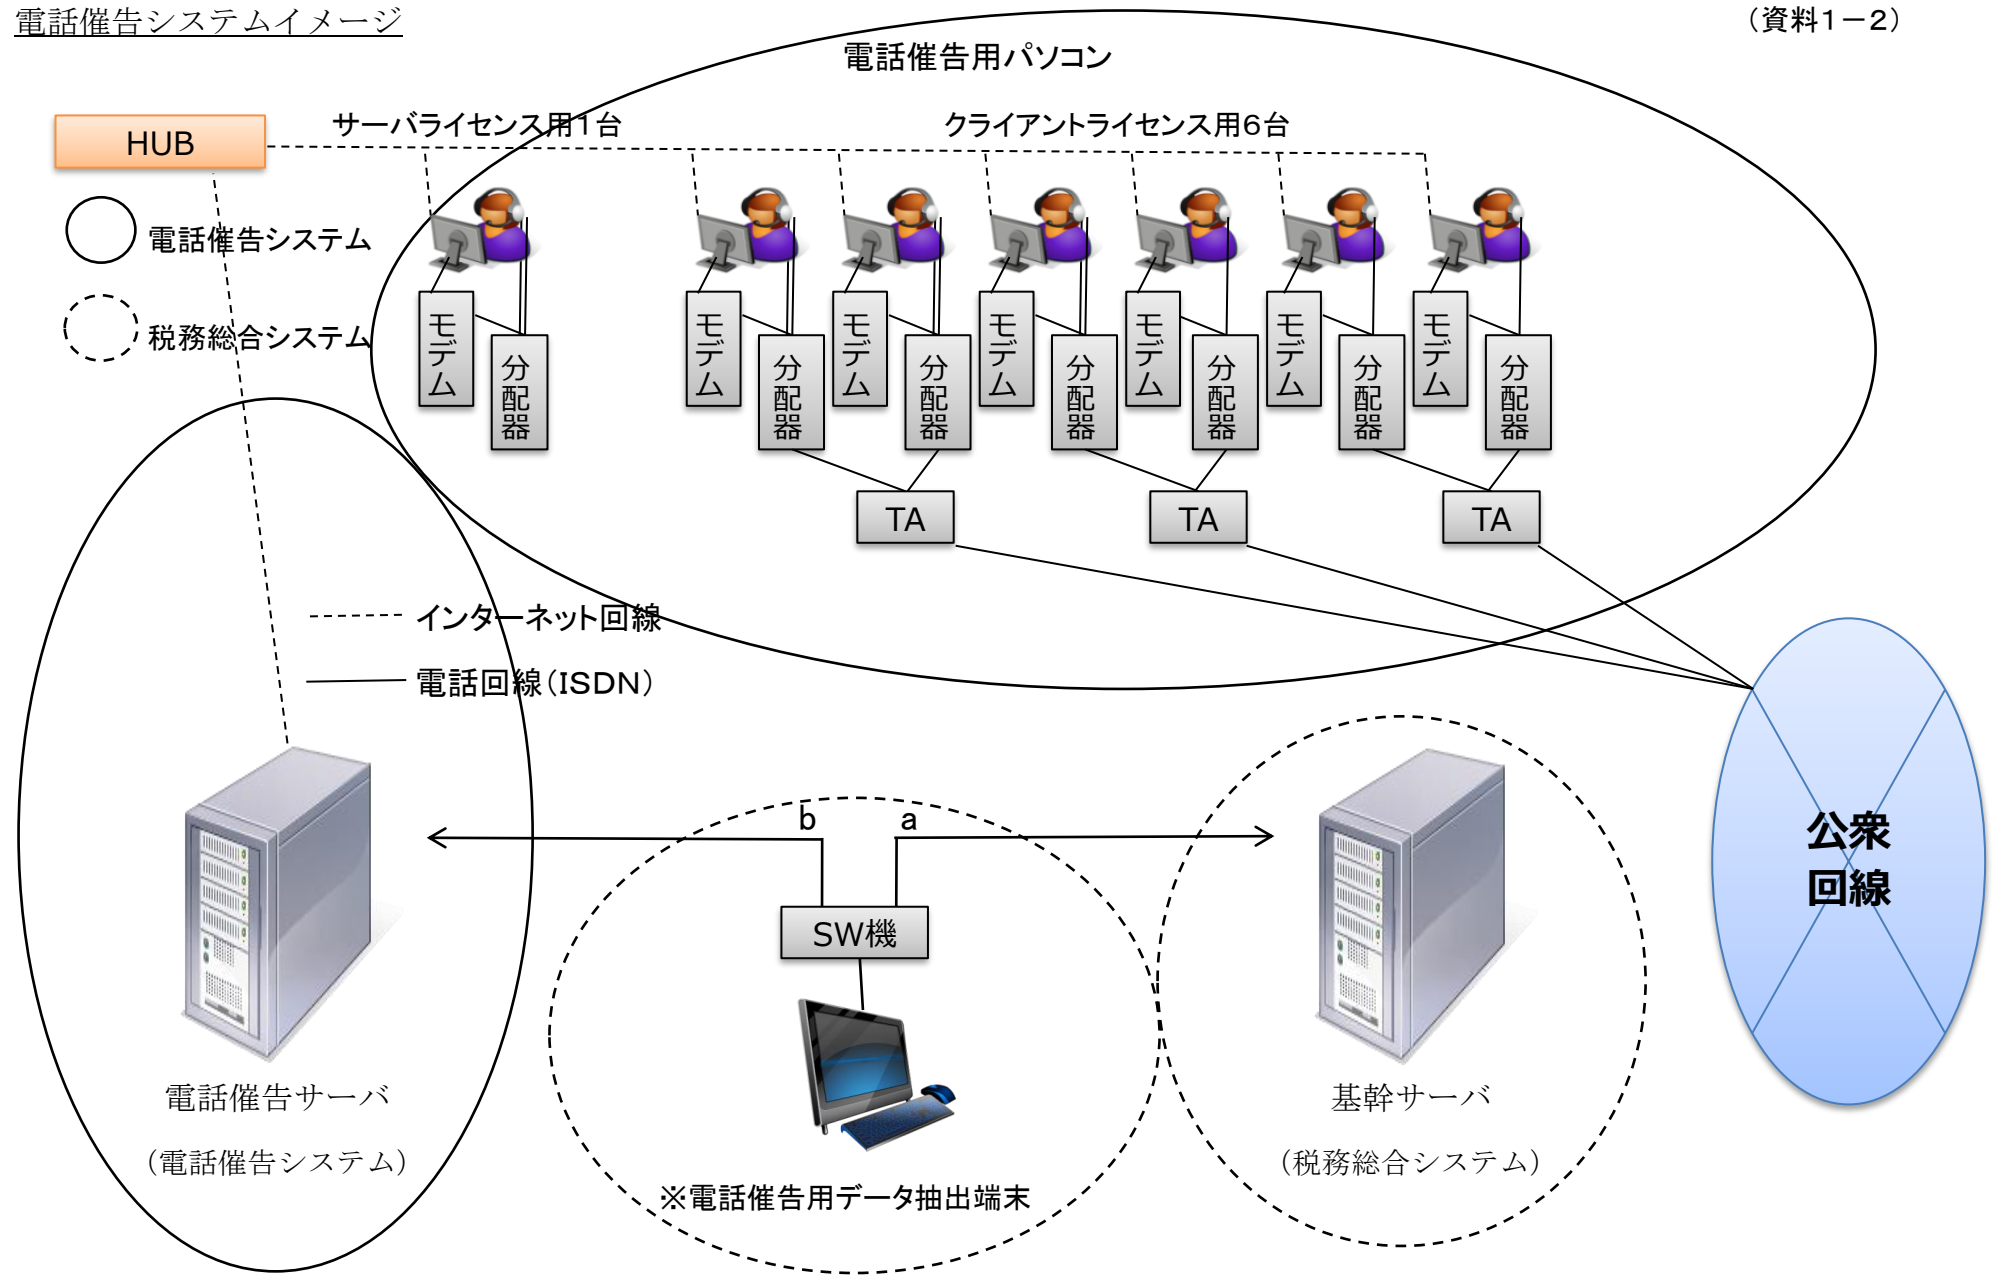 電話催告システムイメージ
（資料１－２）
電話催告用パソコン
HUB
サーバライセンス用１台
クライアントライセンス用６台
電話催告システム
税務総合システム
モデム
分配器
モデム
分配器
モデム
分配器
モデム
分配器
モデム
分配器
モデム
分配器
モデム
分配器
TA
TA
TA
インターネット回線
電話回線（ISDN）
b
a
SW機
公衆
回線
電話催告サーバ
（電話催告システム）
※電話催告用データ抽出端末
基幹サーバ
（税務総合システム）